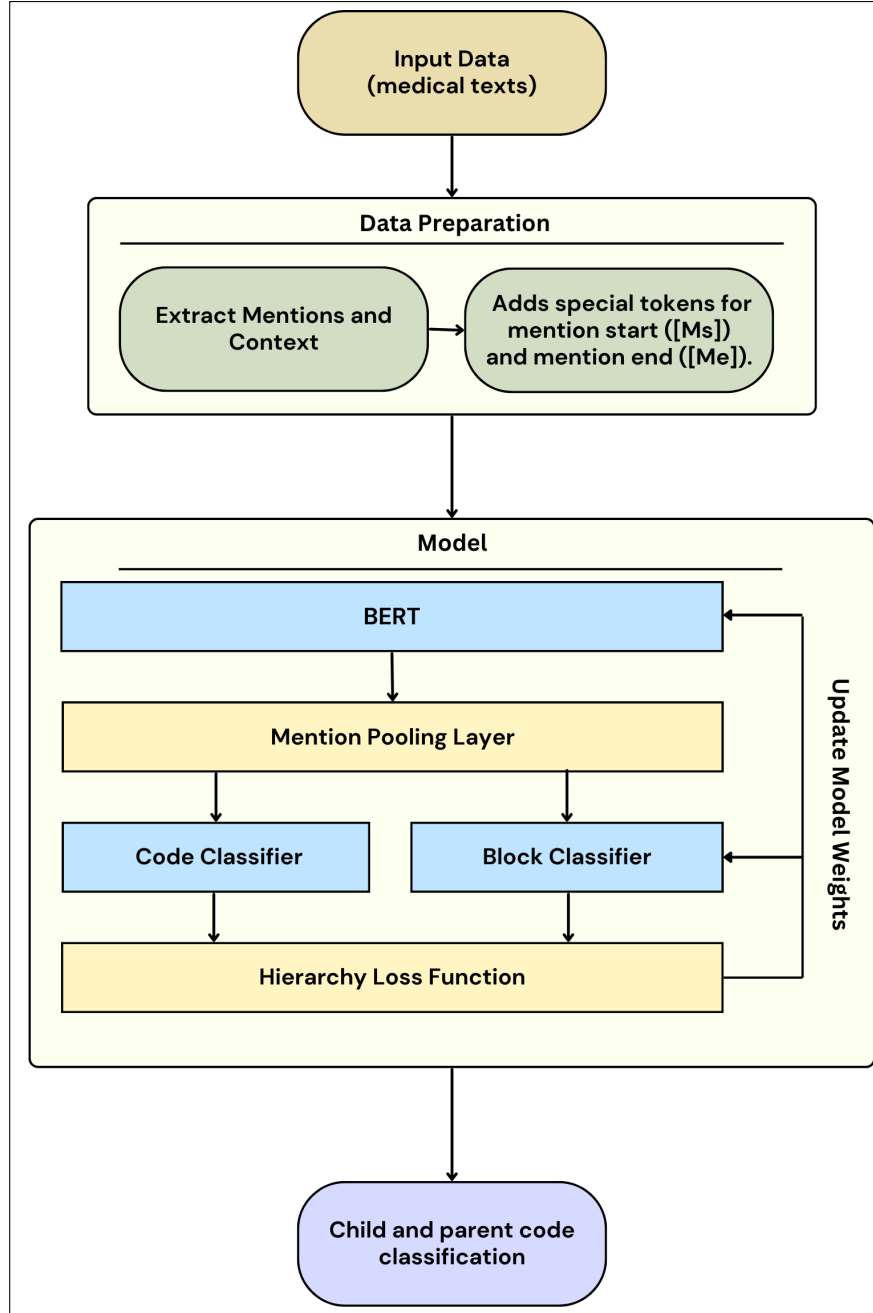 Input Data
(medical texts)
Data Preparation
Extract Mentions and
Context
Adds special tokens for
mention start ([Ms])
and mention end ([Me]).
Model
BERT
Mention Pooling Layer
Code Classifier
Block Classifier
Hierarchy Loss Function
Update Model Weights
Child and parent code
classification